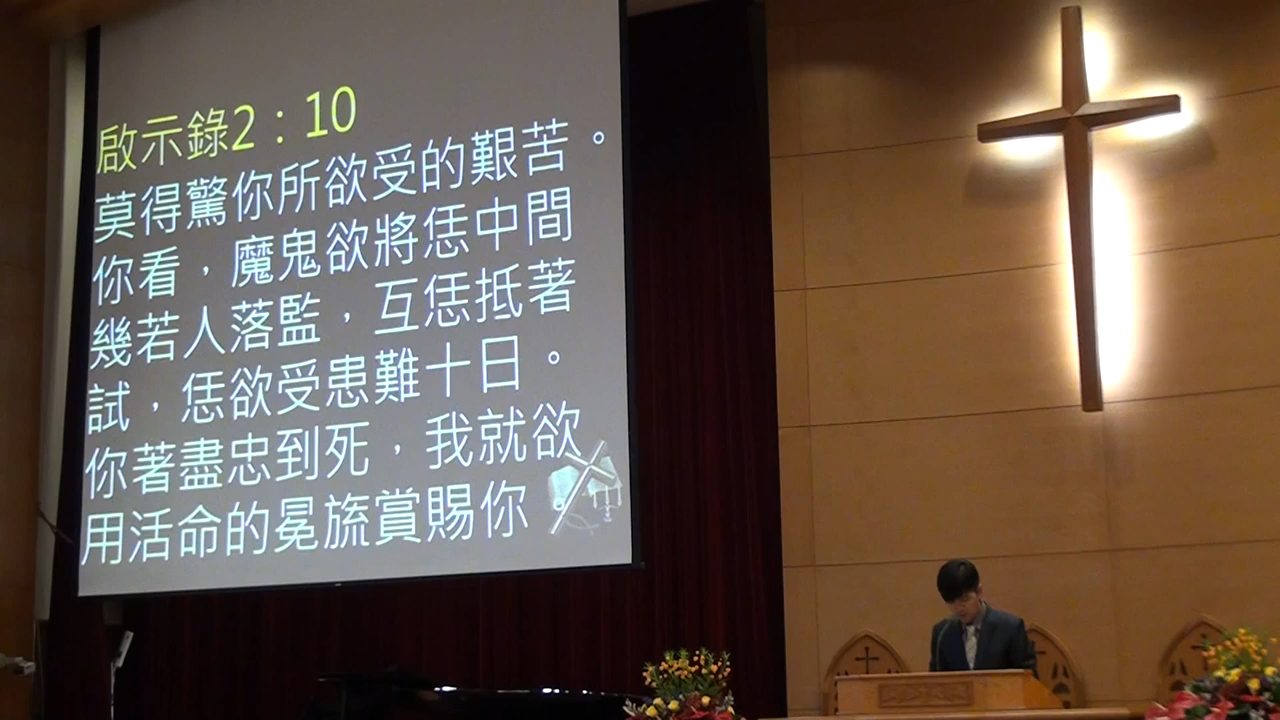 啟示錄2：10
莫得驚你所欲受的艱苦。
你看，魔鬼欲將恁中間
幾若人落監，互恁抵著
試，恁欲受患難十日。
你著盡忠到死，我就欲
用活命的冕旒賞賜你